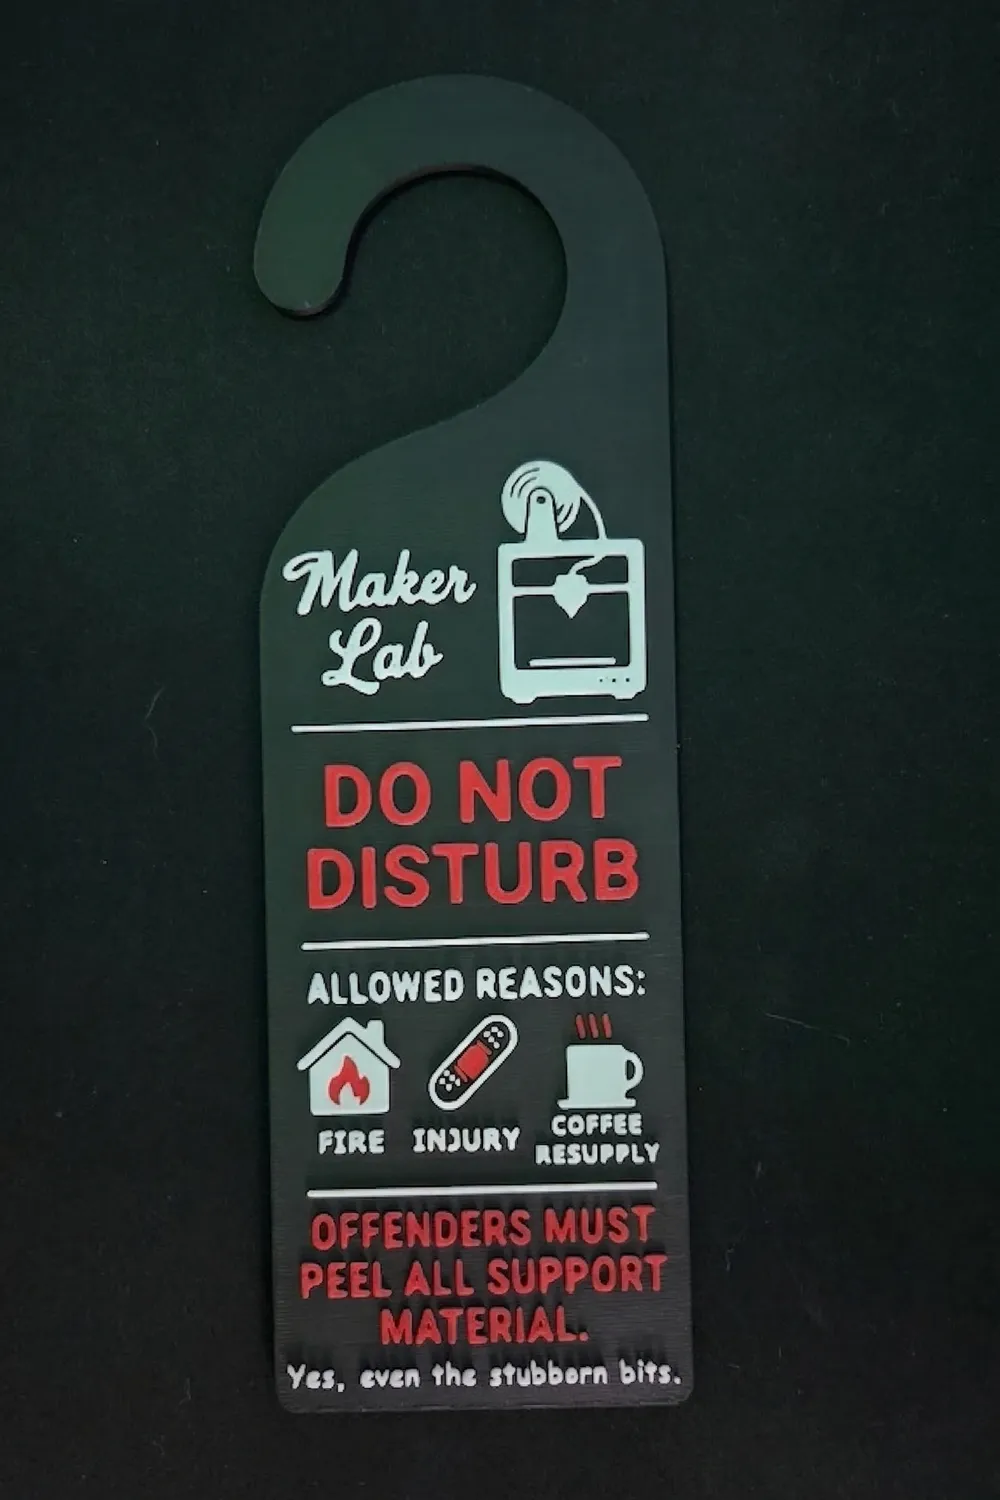 Maker
Lab
DO NOT
DISTURB
ALLOWED REASONS:
FIRE
INJURY
COFFEE
RESUPPLY
OFFENDERS MUST
PEEL ALL SUPPORT
MATERIAL.
Yes, even the stubborn bits.